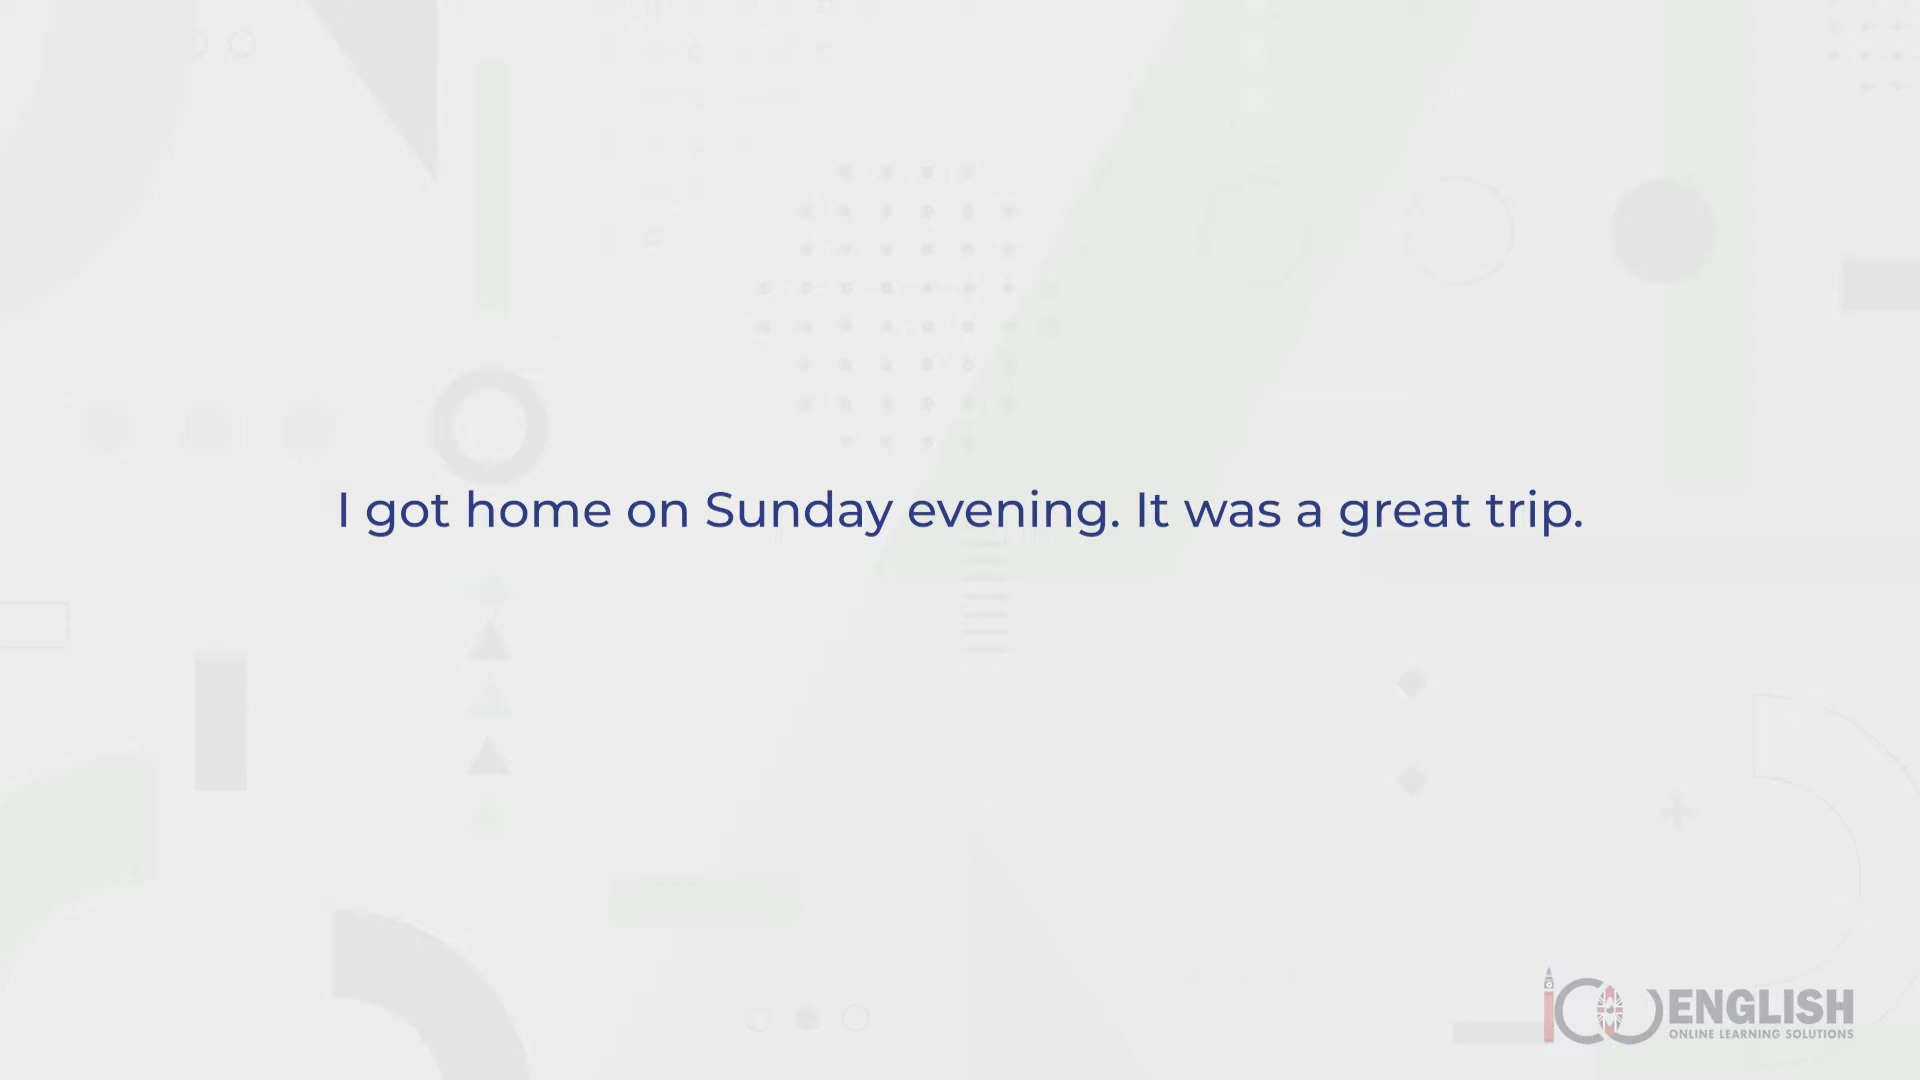 I got home on Sunday evening. It was a great trip.
ENGLISH
ONLINE LEARNING SOLUTIONS